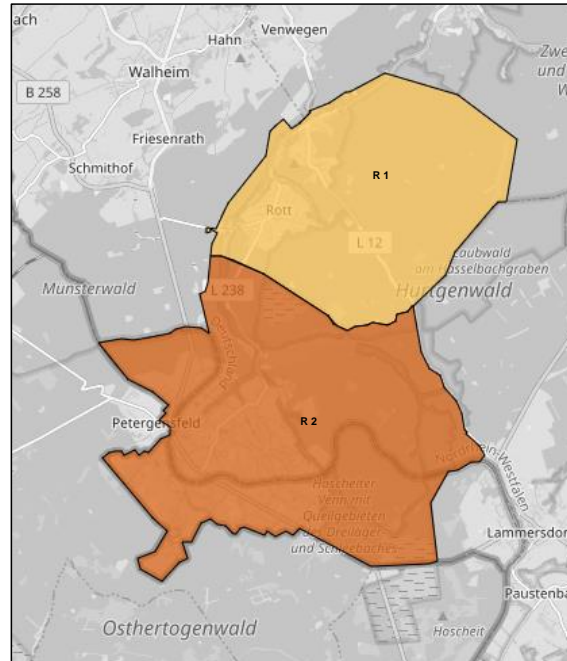 ach
Hahn
Venwegen
Walheim
Zwe
und
W
B 258
Friesenrath
Schmithof
R 1
Rott
L 12
Laubwald
am Hasselbachgraben
Munsterwald
L 238
Hürtgenwald
Deutschland
Petergensfeld
R 2
Nordrhein-Westfalen
Hoscheiter
Venn mit
Quellgebieten
des Dreilager-
und Schleebaches
Lammersdor
Paustenba
Osthertogenwald
Hoscheit